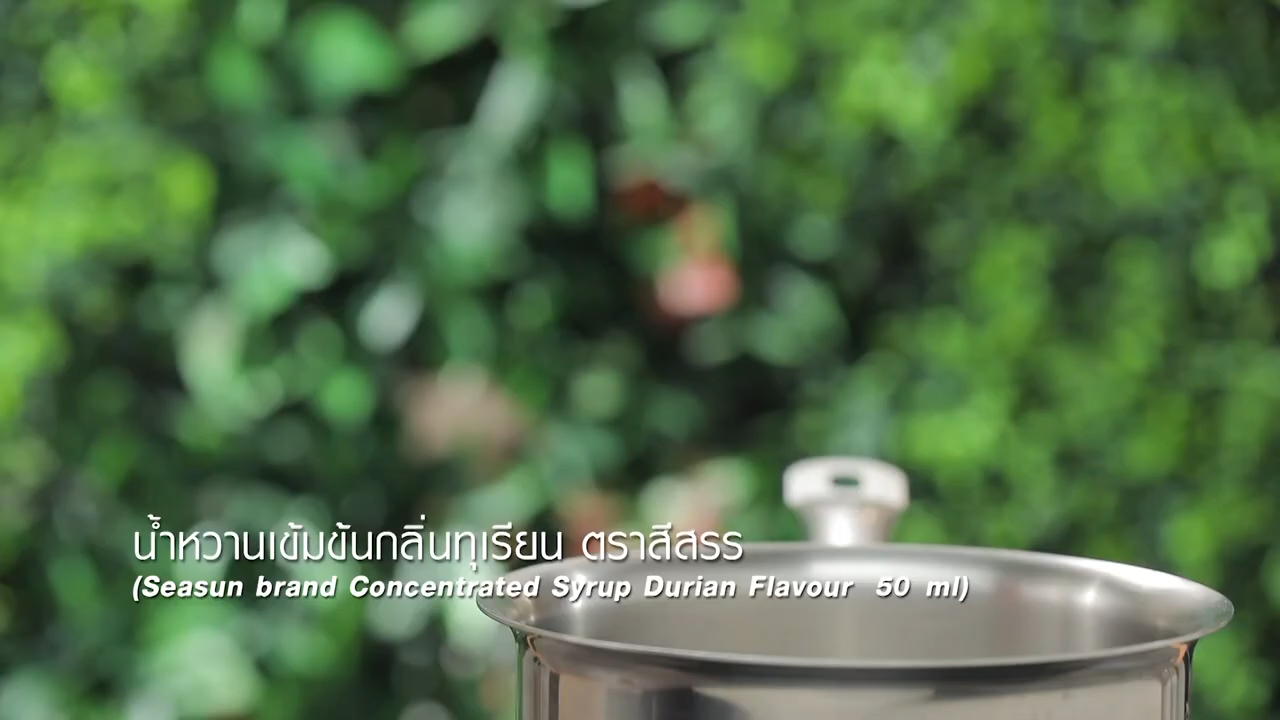 น้ำหวานเข้มข้นกลิ่นทุเรียน ตราสีสรร
(Seasun brand Concentrated Syrup Durian Flavour 50 ml)